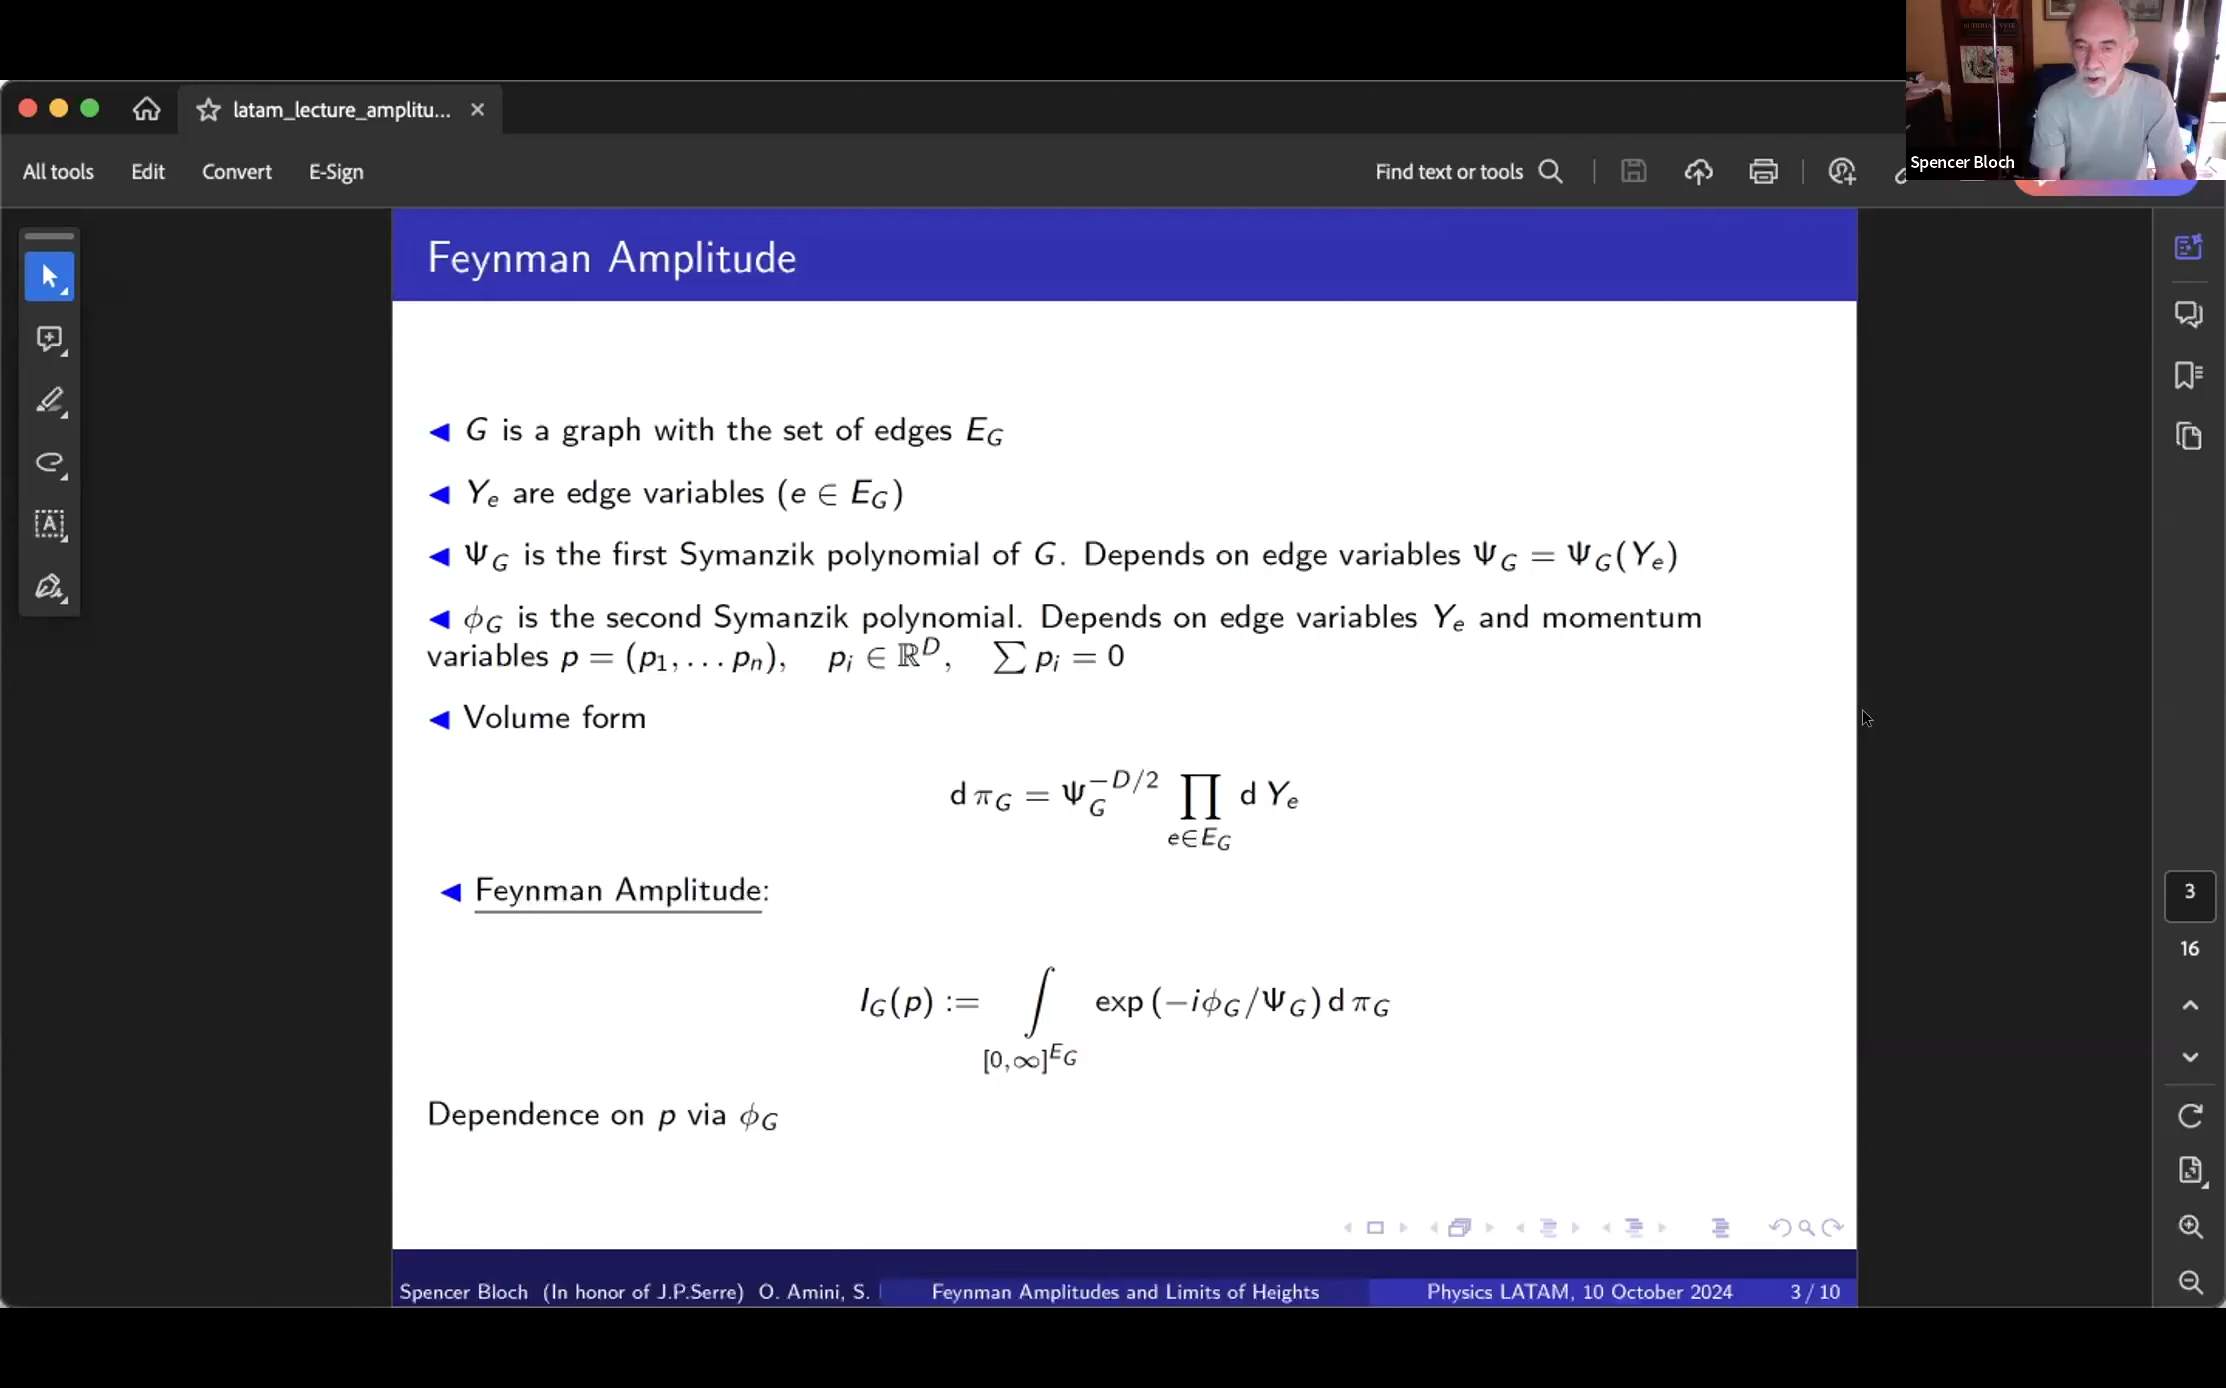 latam_lecture_amplitu...
All tools
Edit
Convert
E-Sign
Find text or tools
Spencer Bloch
Feynman Amplitude
◀ G is a graph with the set of edges E_G
◀ Y_e are edge variables (e ∈ E_G)
◀ Ψ_G is the first Symanzik polynomial of G. Depends on edge variables Ψ_G = Ψ_G(Y_e)
◀ ϕ_G is the second Symanzik polynomial. Depends on edge variables Y_e and momentum
variables p = (p_1, … p_n), p_i ∈ ℝ^D, ∑ p_i = 0
◀ Volume form
d π_G = Ψ_G^{−D/2} ∏_{e∈E_G} d Y_e
◀ Feynman Amplitude:
I_G(p) := ∫_{[0,∞]^{E_G}} exp (−iϕ_G/Ψ_G) d π_G
Dependence on p via ϕ_G
3
16
Spencer Bloch (In honor of J.P.Serre) O. Amini, S.
Feynman Amplitudes and Limits of Heights
Physics LATAM, 10 October 2024
3 / 10